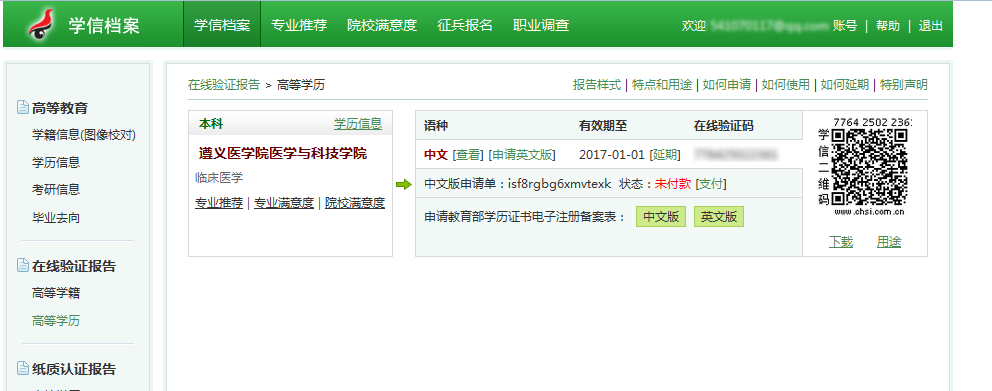 学信档案 学信档案 专业推荐 院校满意度 征兵报名 职业调查 欢迎 账号 | 帮助 | 退出
在线验证报告 > 高等学历 报告样式 | 特点和用途 | 如何申请 | 如何使用 | 如何延期 | 特别声明
高等教育
学籍信息(图像校对)
学历信息
考研信息
毕业去向
在线验证报告
高等学籍
高等学历
纸质认证报告
本科 学历信息
遵义医学院医学与科技学院
临床医学
专业推荐 | 专业满意度 | 院校满意度
语种 有效期至 在线验证码
中文 [查看] [申请英文版] 2017-01-01 [延期]
中文版申请单：isf8rgbg6xmvtexk 状态：未付款 [支付]
申请教育部学历证书电子注册备案表： 中文版 英文版
7764 2502 2361
学信二维码
www.chsi.com.cn
下载 用途